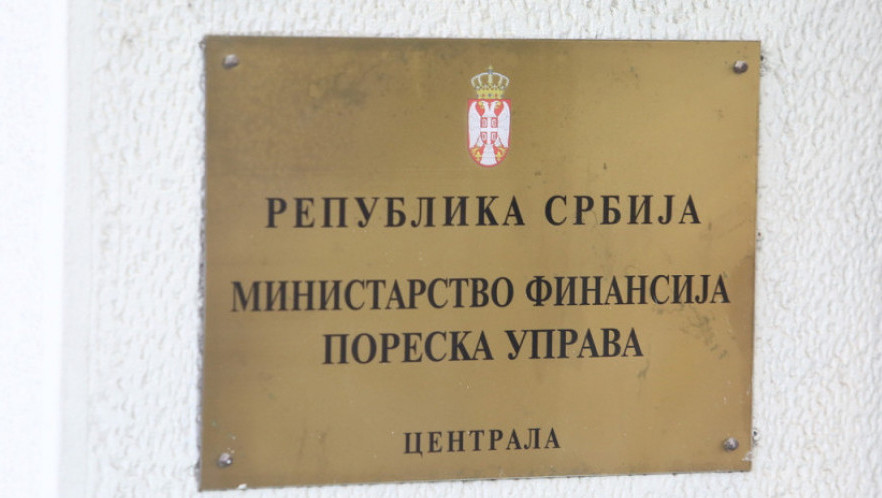 РЕПУБЛИКА СРБИЈА
МИНИСТАРСТВО ФИНАНСИЈА
ПОРЕСКА УПРАВА
ЦЕНТРАЛА